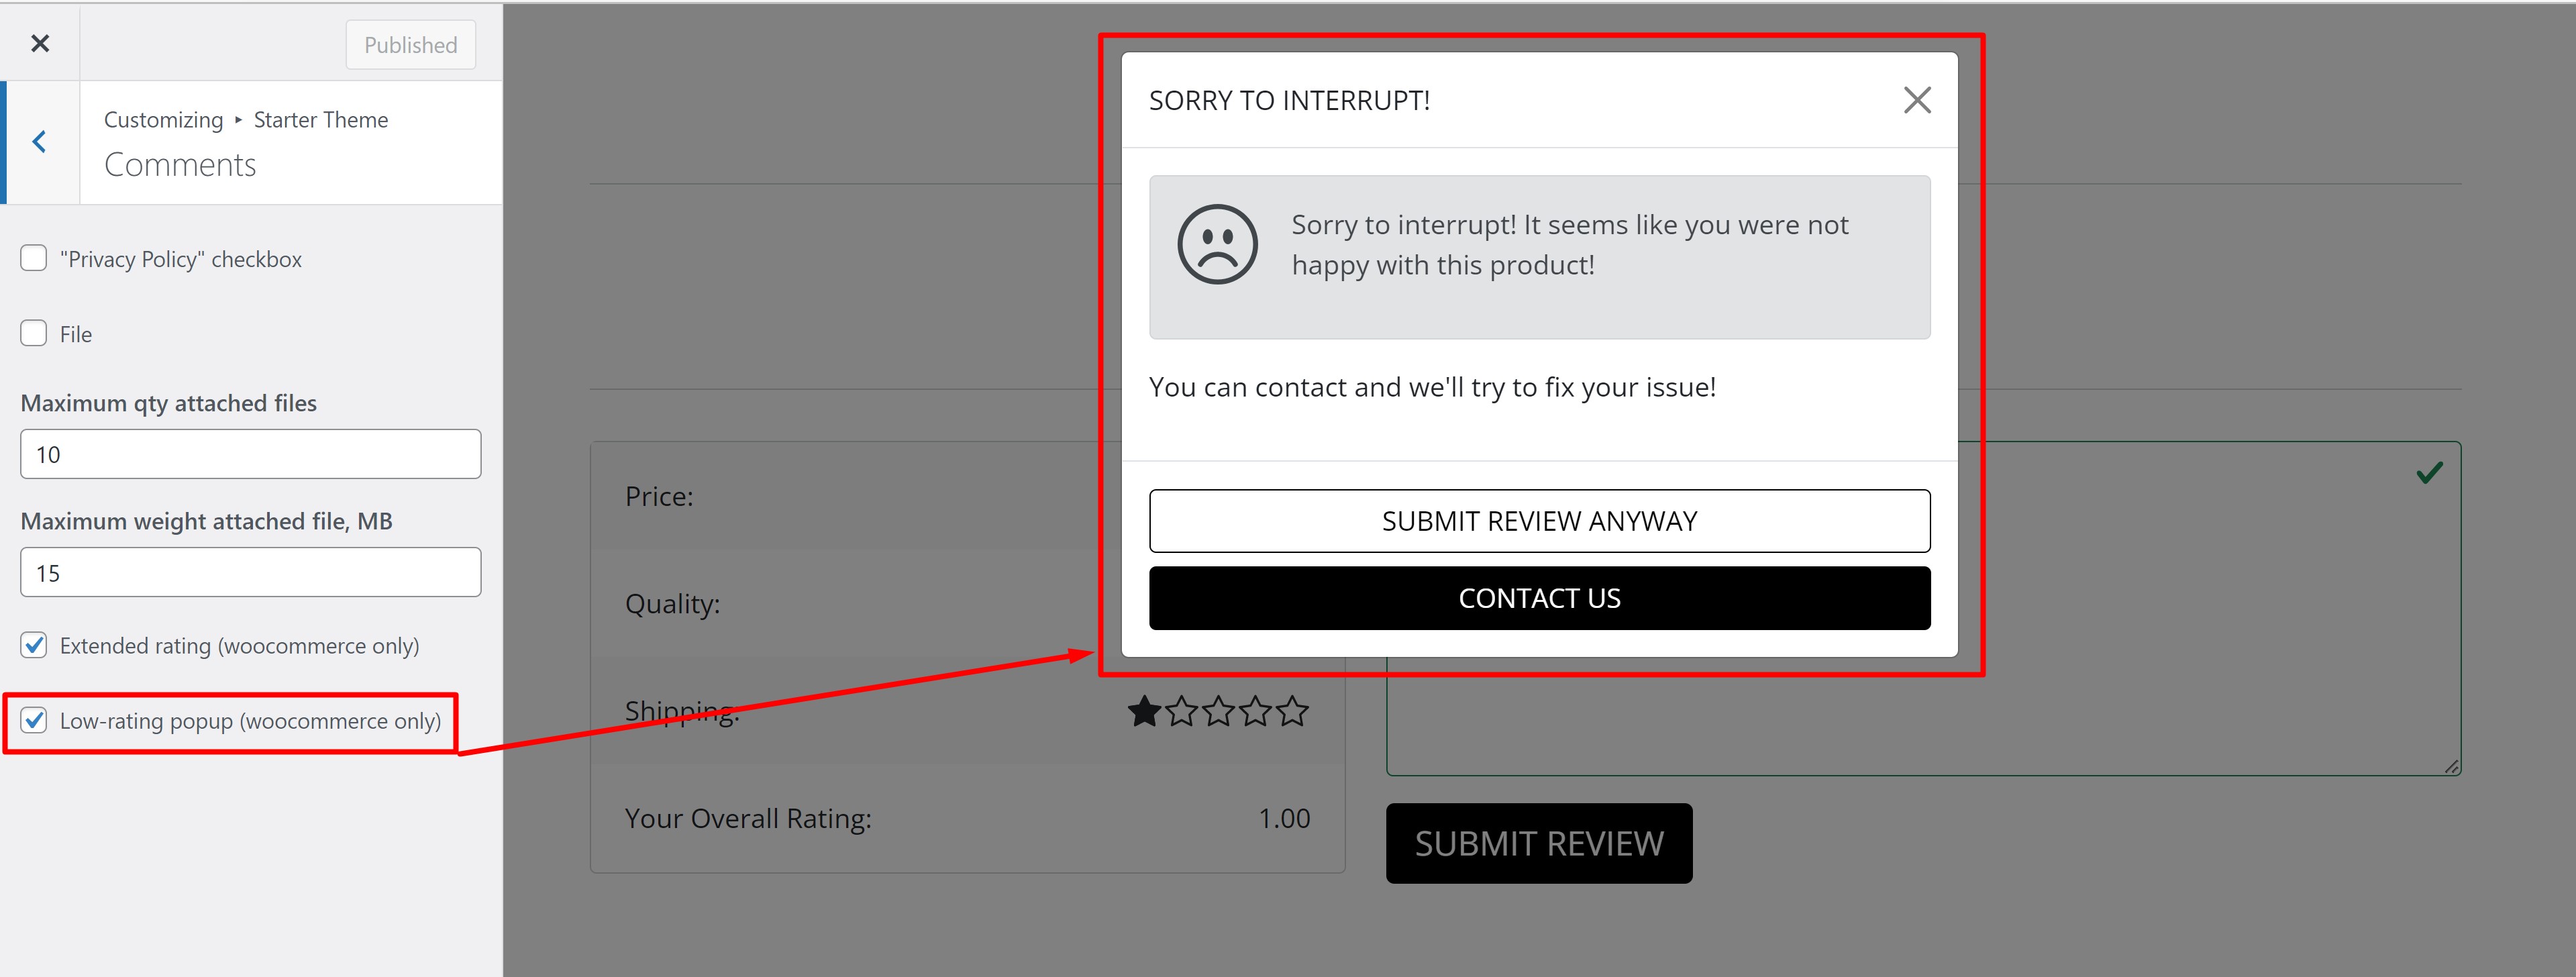 Published
Customizing ▸ Starter Theme
Comments
"Privacy Policy" checkbox
File
Maximum qty attached files
10
Maximum weight attached file, MB
15
Extended rating (woocommerce only)
Low-rating popup (woocommerce only)
SORRY TO INTERRUPT!
Sorry to interrupt! It seems like you were not
happy with this product!
You can contact and we'll try to fix your issue!
SUBMIT REVIEW ANYWAY
CONTACT US
Price:
Quality:
Shipping:
Your Overall Rating: 1.00
SUBMIT REVIEW